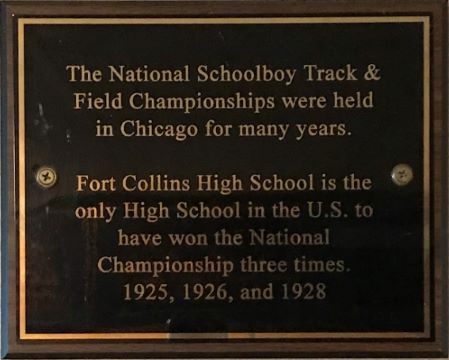 The National Schoolboy Track &
Field Championships were held
in Chicago for many years.
Fort Collins High School is the
only High School in the U.S. to
have won the National
Championship three times.
1925, 1926, and 1928